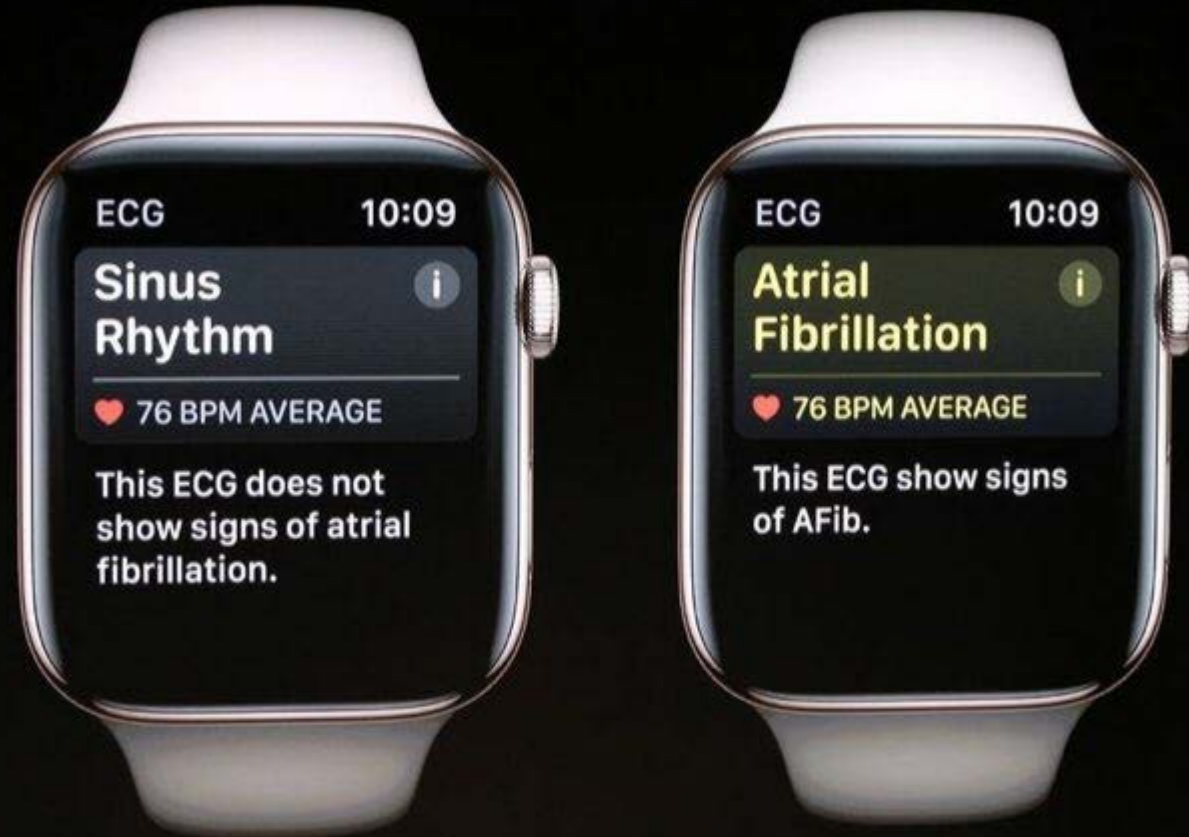 ECG 10:09
Sinus
Rhythm
i
76 BPM AVERAGE
This ECG does not
show signs of atrial
fibrillation.
ECG 10:09
Atrial
Fibrillation
i
76 BPM AVERAGE
This ECG show signs
of AFib.